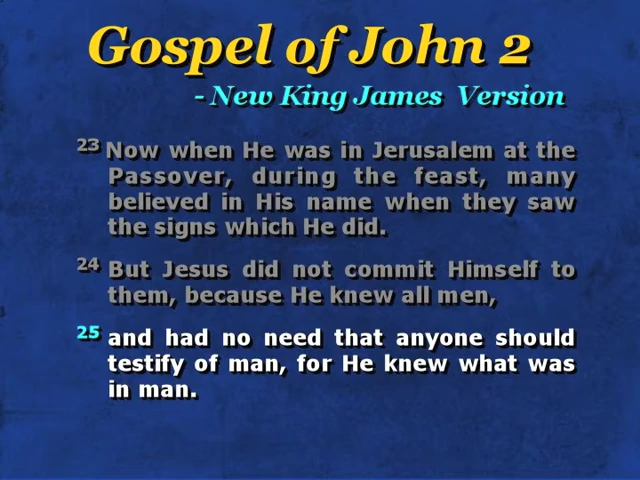 Gospel of John 2
- New King James Version
23 Now when He was in Jerusalem at the
Passover, during the feast, many
believed in His name when they saw
the signs which He did.
24 But Jesus did not commit Himself to
them, because He knew all men,
25 and had no need that anyone should
testify of man, for He knew what was
in man.